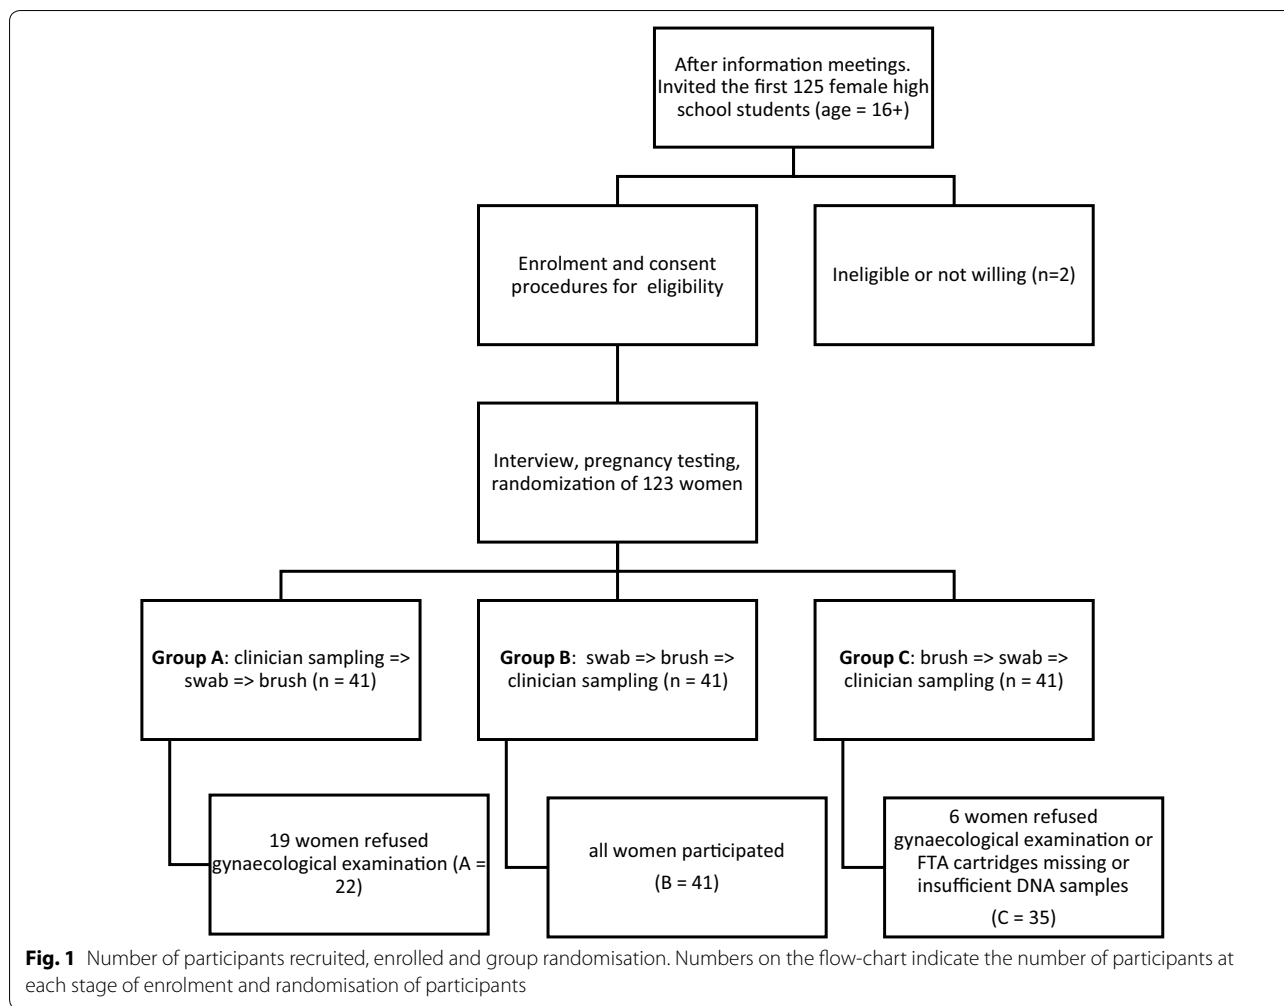 After information meetings.
Invited the first 125 female high
school students (age = 16+)
Enrolment and consent
procedures for eligibility
Ineligible or not willing (n=2)
Interview, pregnancy testing,
randomization of 123 women
Group A: clinician sampling =>
swab => brush (n = 41)
Group B: swab => brush =>
clinician sampling (n = 41)
Group C: brush => swab =>
clinician sampling (n = 41)
19 women refused
gynaecological examination (A =
22)
all women participated
(B = 41)
6 women refused
gynaecological examination or
FTA cartridges missing or
insufficient DNA samples
(C = 35)
Fig. 1 Number of participants recruited, enrolled and group randomisation. Numbers on the flow-chart indicate the number of participants at
each stage of enrolment and randomisation of participants